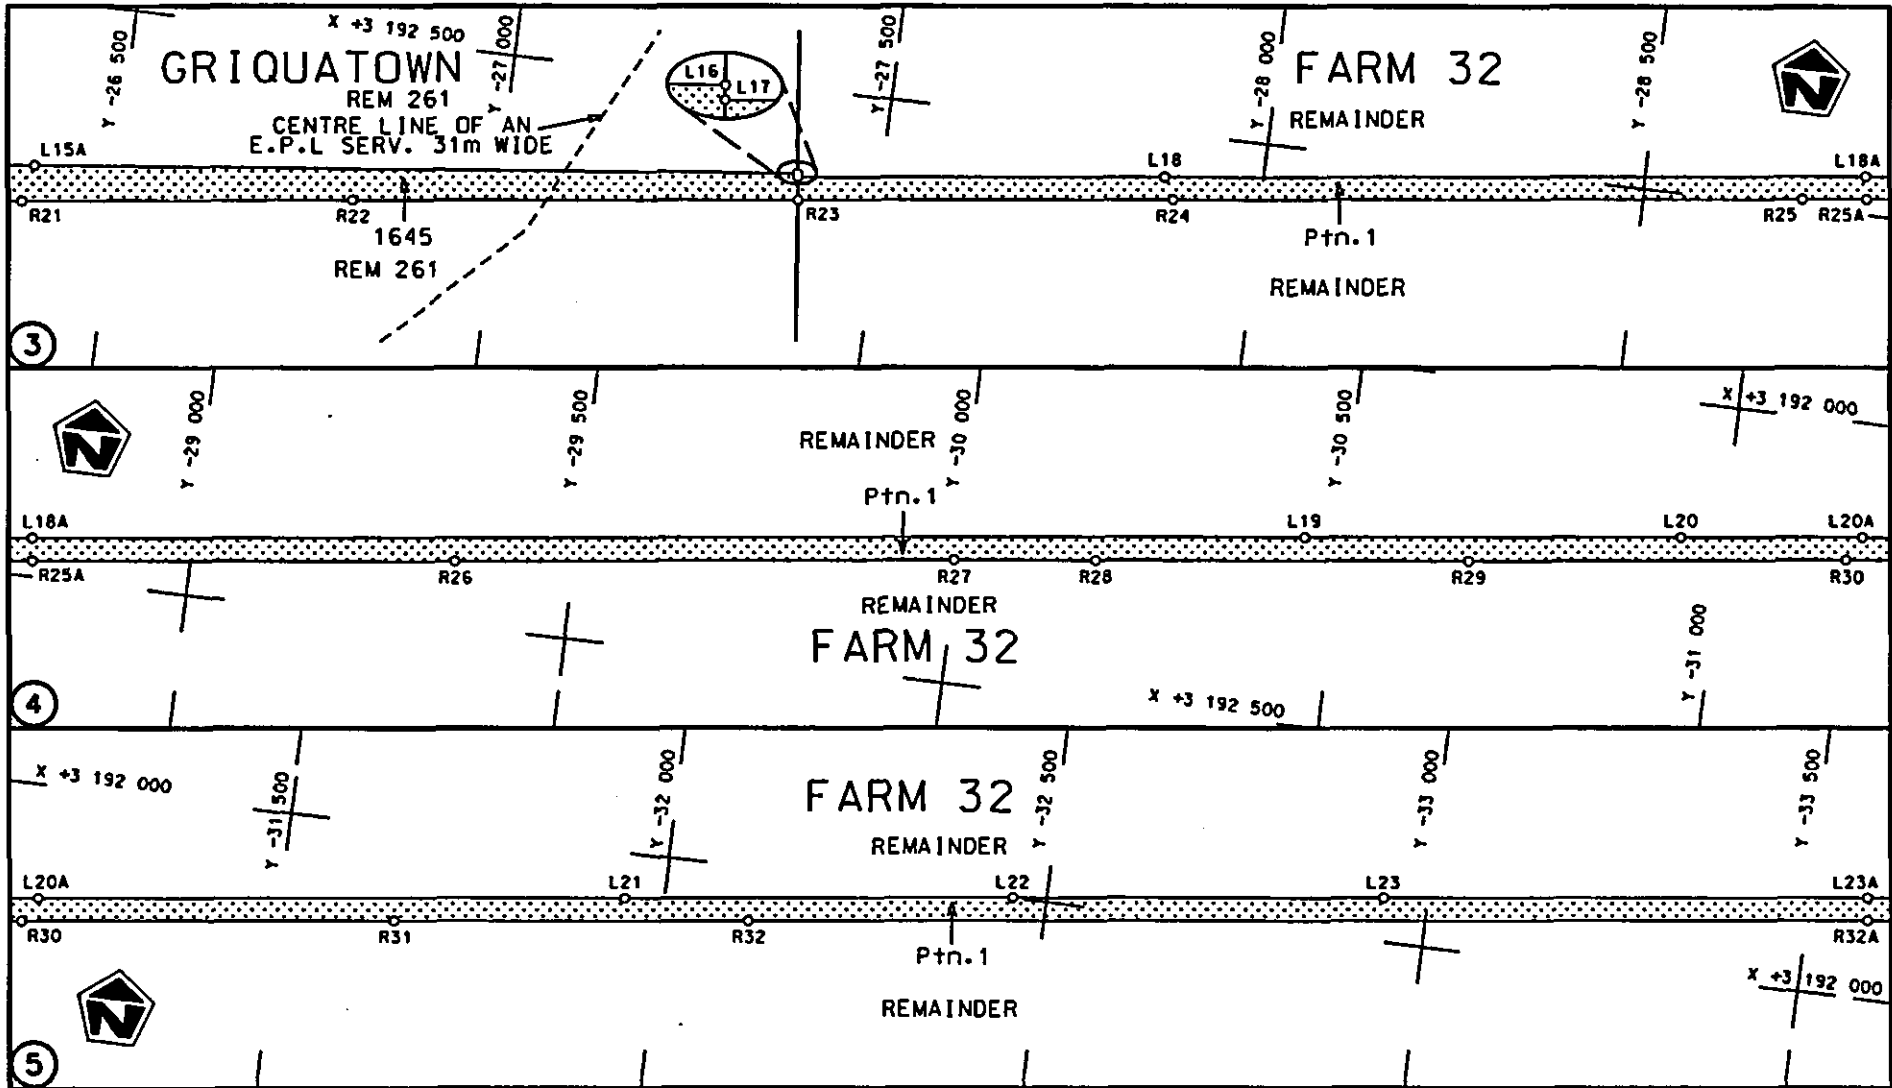 Y -26 500
X +3 192 500
Y -27 000
Y -27 500
Y -28 000
Y -28 500
GRIQUATOWN
REM 261
CENTRE LINE OF AN
E.P.L SERV. 31m WIDE
L16
L17
FARM 32
REMAINDER
N
L15A
L18
L18A
R21
R22
R23
R24
R25
R25A
1645
REM 261
Ptn.1
REMAINDER
3
N
Y -29 000
Y -29 500
REMAINDER
Y -30 000
Y -30 500
X +3 192 000
Ptn.1
L18A
L19
L20
L20A
R25A
R26
R27
R28
R29
R30
REMAINDER
FARM 32
X +3 192 500
Y -31 000
4
X +3 192 000
Y -31 500
Y -32 000
FARM 32
REMAINDER
Y -32 500
Y -33 000
Y -33 500
L20A
L21
L22
L23
L23A
R30
R31
R32
R32A
Ptn.1
REMAINDER
X +3 192 000
N
5